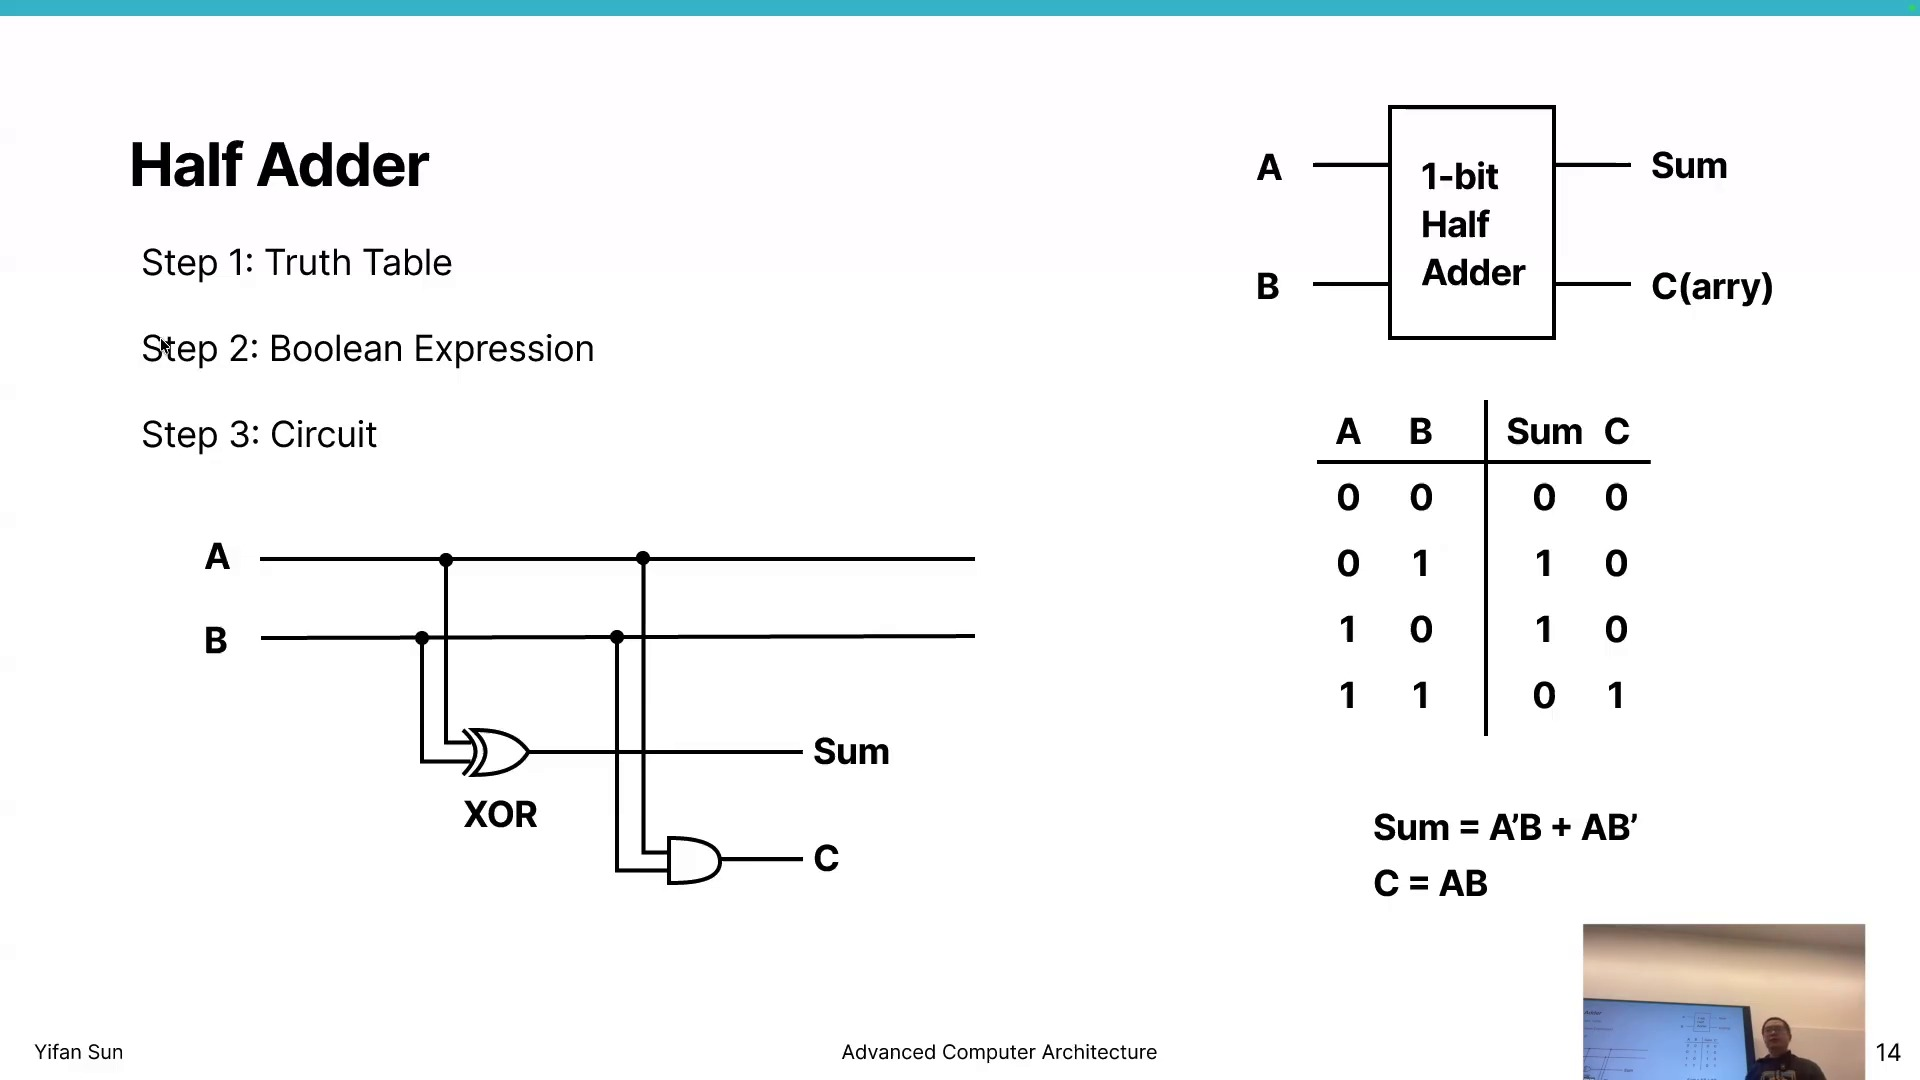 Half Adder
Step 1: Truth Table
Step 2: Boolean Expression
Step 3: Circuit
A
B
Sum
XOR
C
A
B
1-bit
Half
Adder
Sum
C(arry)
A B Sum C
0 0 0 0
0 1 1 0
1 0 1 0
1 1 0 1
Sum = A’B + AB’
C = AB
Yifan Sun
Advanced Computer Architecture
14